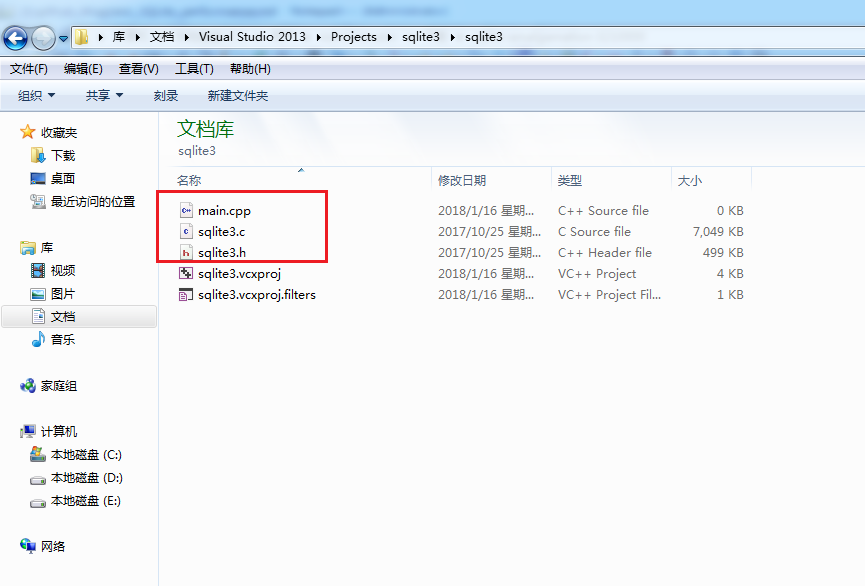 库 文档 Visual Studio 2013 Projects sqlite3 sqlite3
文件(F) 编辑(E) 查看(V) 工具(T) 帮助(H)
组织 共享 刻录 新建文件夹
收藏夹
下载
桌面
最近访问的位置
库
视频
图片
文档
音乐
家庭组
计算机
本地磁盘 (C:)
本地磁盘 (D:)
本地磁盘 (E:)
网络
文档库
sqlite3
名称 修改日期 类型 大小
main.cpp 2018/1/16 星期... C++ Source file 0 KB
sqlite3.c 2017/10/25 星期... C Source file 7,049 KB
sqlite3.h 2017/10/25 星期... C++ Header file 499 KB
sqlite3.vcxproj 2018/1/16 星期... VC++ Project 4 KB
sqlite3.vcxproj.filters 2018/1/16 星期... VC++ Project Fil... 1 KB